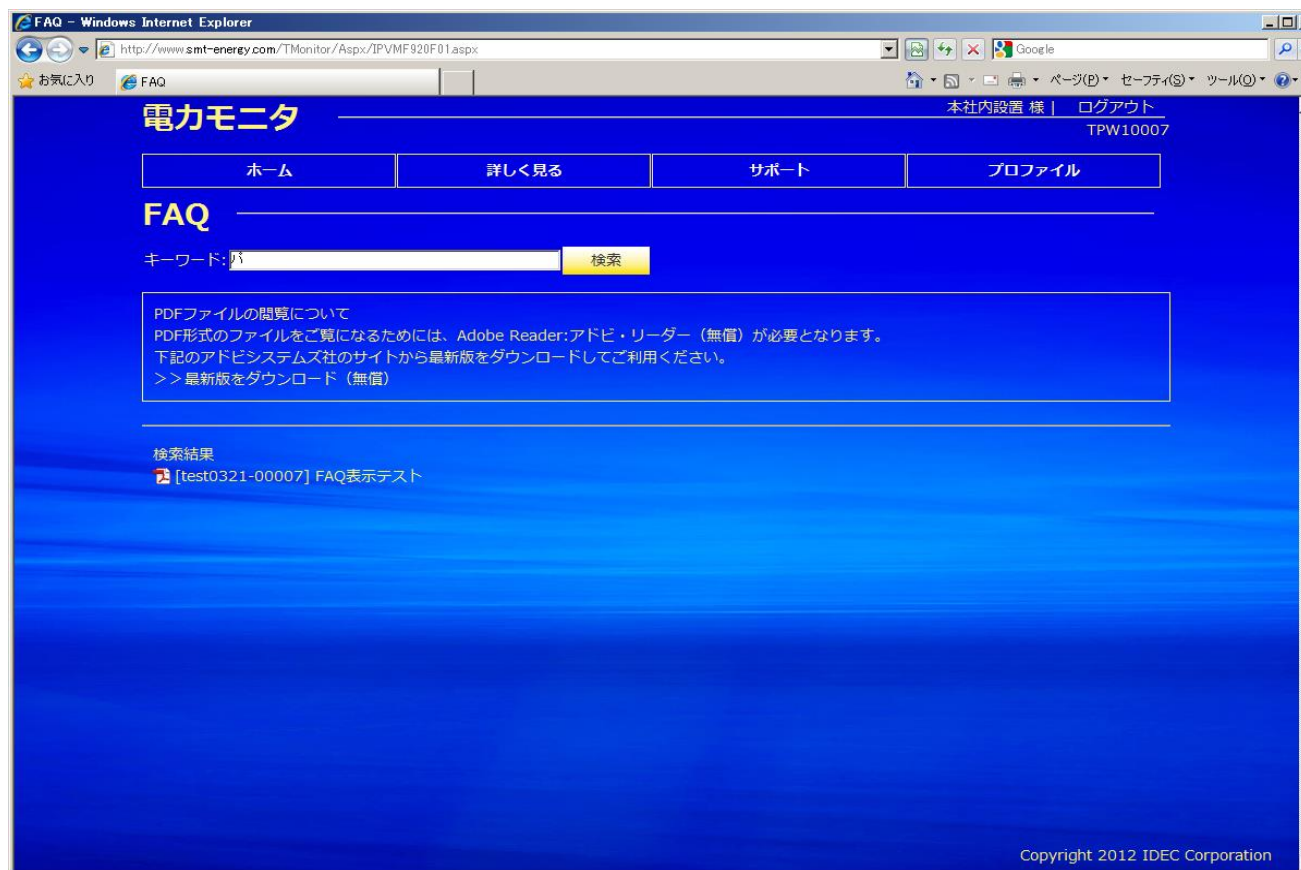 FAQ - Windows Internet Explorer
http://www.smt-energy.com/TMonitor/Aspx/IPVMF920F01.aspx
Google
お気に入り
FAQ
ページ(P)
セーフティ(S)
ツール(O)
電力モニタ
本社内設置 様 | ログアウト
TPW10007
ホーム
詳しく見る
サポート
プロファイル
FAQ
キーワード: パ
検索
PDFファイルの閲覧について
PDF形式のファイルをご覧になるためには、Adobe Reader:アドビ・リーダー（無償）が必要となります。
下記のアドビシステムズ社のサイトから最新版をダウンロードしてご利用ください。
＞＞最新版をダウンロード（無償）
検索結果
[test0321-00007] FAQ表示テスト
Copyright 2012 IDEC Corporation